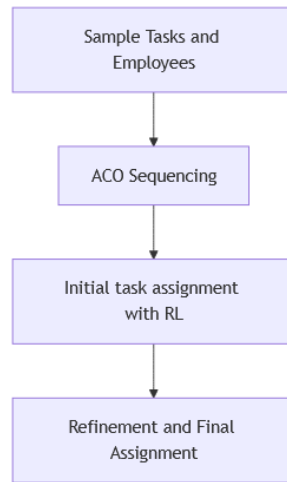 Sample Tasks and
Employees
ACO Sequencing
Initial task assignment
with RL
Refinement and Final
Assignment